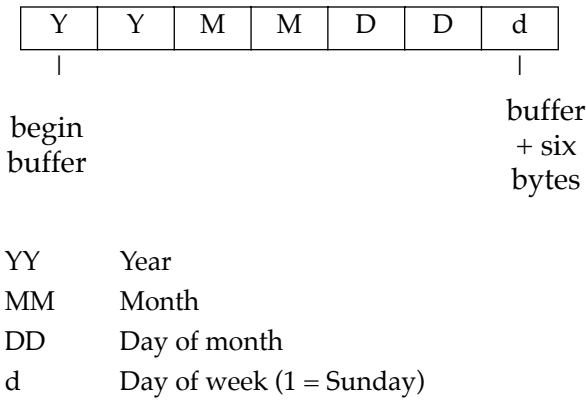 Y Y M M D D d
begin
buffer
buffer
+ six
bytes
YY Year
MM Month
DD Day of month
d Day of week (1 = Sunday)